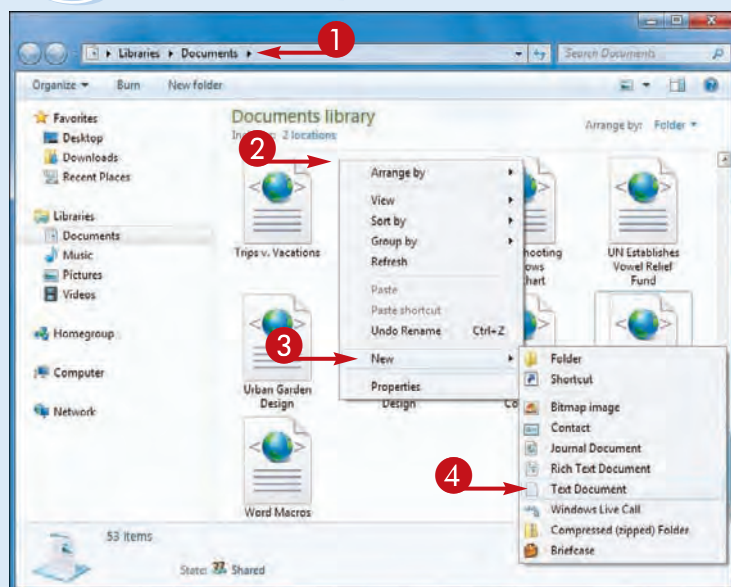 1
Libraries ▸ Documents ▸
Search Documents
Organize ▾ Burn New folder
Favorites
Desktop
Downloads
Recent Places
Libraries
Documents
Music
Pictures
Videos
Homegroup
Computer
Network
Documents library
2 locations
Arrange by: Folder ▾
2
Trips v. Vacations
hooting
ows
hart
UN Establishes
Vowel Relief
Fund
Urban Garden
Design
Design
Co
Word Macros
Arrange by
View
Sort by
Group by
Refresh
Paste
Paste shortcut
Undo Rename Ctrl+Z
3
New
Properties
Folder
Shortcut
Bitmap image
Contact
Journal Document
Rich Text Document
4
Text Document
Windows Live Call
Compressed (zipped) Folder
Briefcase
53 items
State: Shared